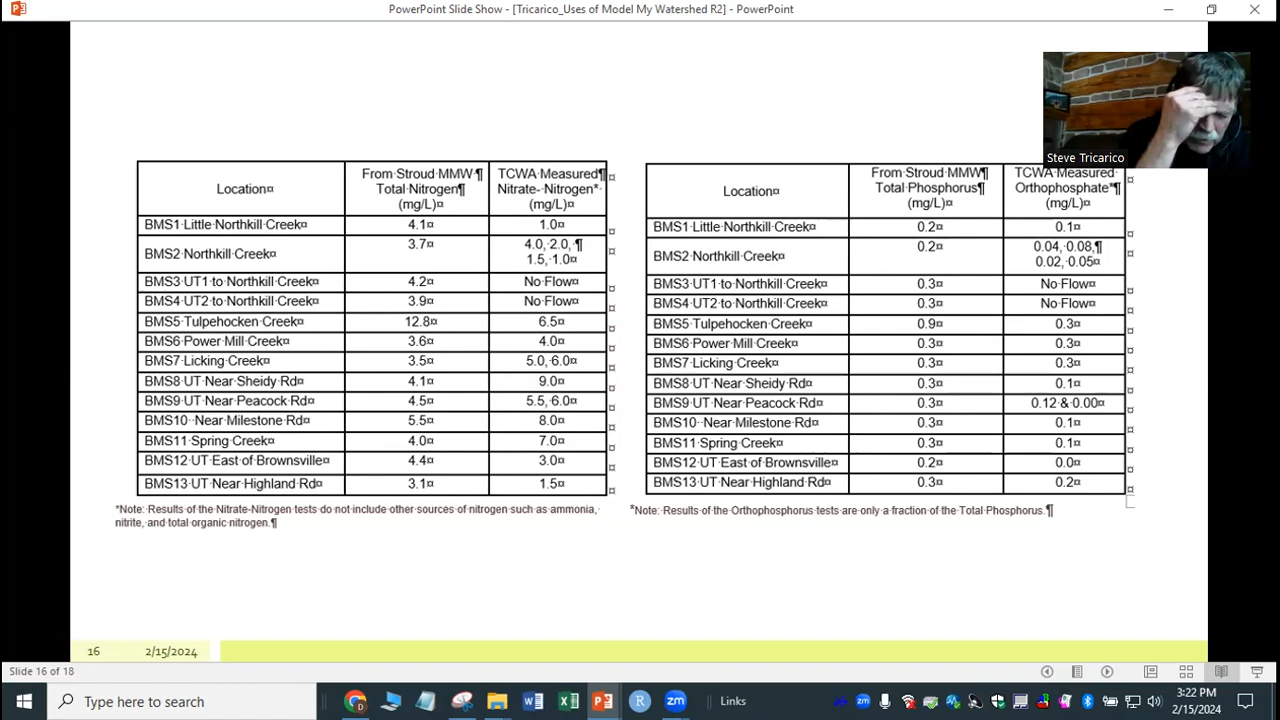 PowerPoint Slide Show - [Tricarico_Uses of Model My Watershed R2] - PowerPoint
Steve Tricarico
Location¤ From·Stroud·MMW·¶ TCWA·Measured¶ ¤
Total·Nitrogen¶ Nitrate-·Nitrogen*·
(mg/L)¤ (mg/L)¤
BMS1·Little·Northkill·Creek¤ 4.1¤ 1.0¤ ¤
BMS2·Northkill·Creek¤ 3.7¤ 4.0,·2.0,·¶ ¤
1.5,·1.0¤
BMS3·UT1·to·Northkill·Creek¤ 4.2¤ No·Flow¤ ¤
BMS4·UT2·to·Northkill·Creek¤ 3.9¤ No·Flow¤ ¤
BMS5·Tulpehocken·Creek¤ 12.8¤ 6.5¤ ¤
BMS6·Power·Mill·Creek¤ 3.6¤ 4.0¤ ¤
BMS7·Licking·Creek¤ 3.5¤ 5.0,·6.0¤ ¤
BMS8·UT·Near·Sheidy·Rd¤ 4.1¤ 9.0¤ ¤
BMS9·UT·Near·Peacock·Rd¤ 4.5¤ 5.5,·6.0¤ ¤
BMS10··Near·Milestone·Rd¤ 5.5¤ 8.0¤ ¤
BMS11·Spring·Creek¤ 4.0¤ 7.0¤ ¤
BMS12·UT·East·of·Brownsville¤ 4.4¤ 3.0¤ ¤
BMS13·UT·Near·Highland·Rd¤ 3.1¤ 1.5¤ ¤
*Note:·Results·of·the·Nitrate-Nitrogen·tests·do·not·include·other·sources·of·nitrogen·such·as·ammonia,·
nitrite,·and·total·organic·nitrogen.¶
Location¤ From·Stroud·MMW¶ TCWA·Measured· ¤
Total·Phosphorus¶ Orthophosphate*¶
(mg/L)¤ (mg/L)¤
BMS1·Little·Northkill·Creek¤ 0.2¤ 0.1¤ ¤
BMS2·Northkill·Creek¤ 0.2¤ 0.04,·0.08,¶ ¤
0.02,·0.05¤
BMS3·UT1·to·Northkill·Creek¤ 0.3¤ No·Flow¤ ¤
BMS4·UT2·to·Northkill·Creek¤ 0.3¤ No·Flow¤ ¤
BMS5·Tulpehocken·Creek¤ 0.9¤ 0.3¤ ¤
BMS6·Power·Mill·Creek¤ 0.3¤ 0.3¤ ¤
BMS7·Licking·Creek¤ 0.3¤ 0.3¤ ¤
BMS8·UT·Near·Sheidy·Rd¤ 0.3¤ 0.1¤ ¤
BMS9·UT·Near·Peacock·Rd¤ 0.3¤ 0.12·&·0.00¤ ¤
BMS10··Near·Milestone·Rd¤ 0.3¤ 0.1¤ ¤
BMS11·Spring·Creek¤ 0.3¤ 0.1¤ ¤
BMS12·UT·East·of·Brownsville¤ 0.2¤ 0.0¤ ¤
BMS13·UT·Near·Highland·Rd¤ 0.3¤ 0.2¤ ¤
*Note:·Results·of·the·Orthophosphorus·tests·are·only·a·fraction·of·the·Total·Phosphorus.¶
16 2/15/2024
Slide 16 of 18
Type here to search
Links
3:22 PM
2/15/2024